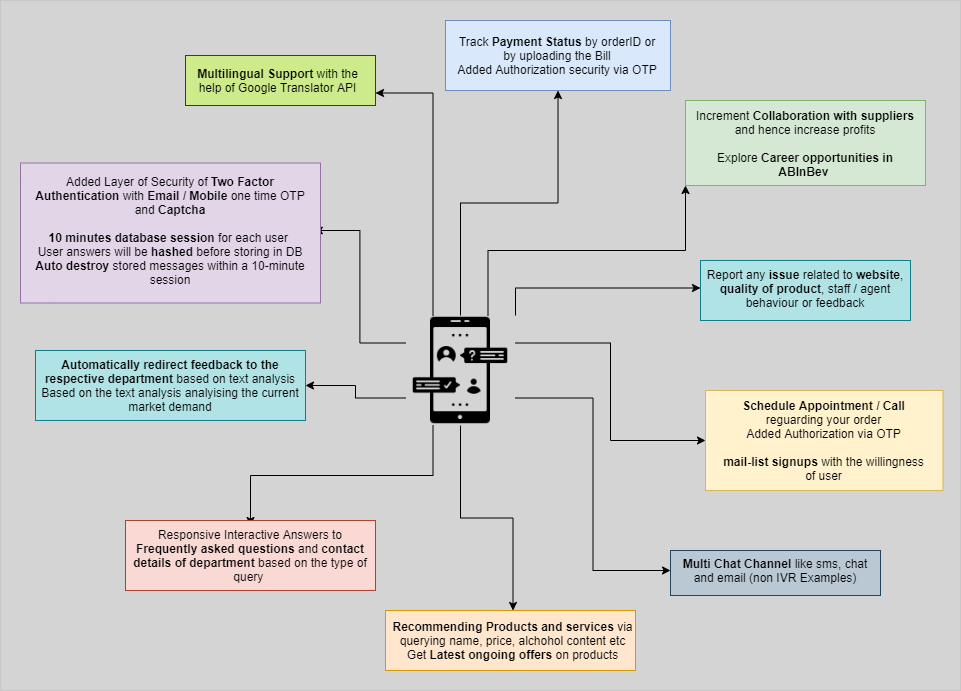 Track Payment Status by orderID or
by uploading the Bill
Added Authorization security via OTP
Multilingual Support with the
help of Google Translator API
Increment Collaboration with suppliers
and hence increase profits
Explore Career opportunities in
ABInBev
Added Layer of Security of Two Factor
Authentication with Email / Mobile one time OTP
and Captcha
10 minutes database session for each user
User answers will be hashed before storing in DB
Auto destroy stored messages within a 10-minute
session
Report any issue related to website,
quality of product, staff / agent
behaviour or feedback
?
Automatically redirect feedback to the
respective department based on text analysis
Based on the text analysis analyising the current
market demand
Schedule Appointment / Call
reguarding your order
Added Authorization via OTP
mail-list signups with the willingness
of user
Responsive Interactive Answers to
Frequently asked questions and contact
details of department based on the type of
query
Multi Chat Channel like sms, chat
and email (non IVR Examples)
Recommending Products and services via
querying name, price, alchohol content etc
Get Latest ongoing offers on products